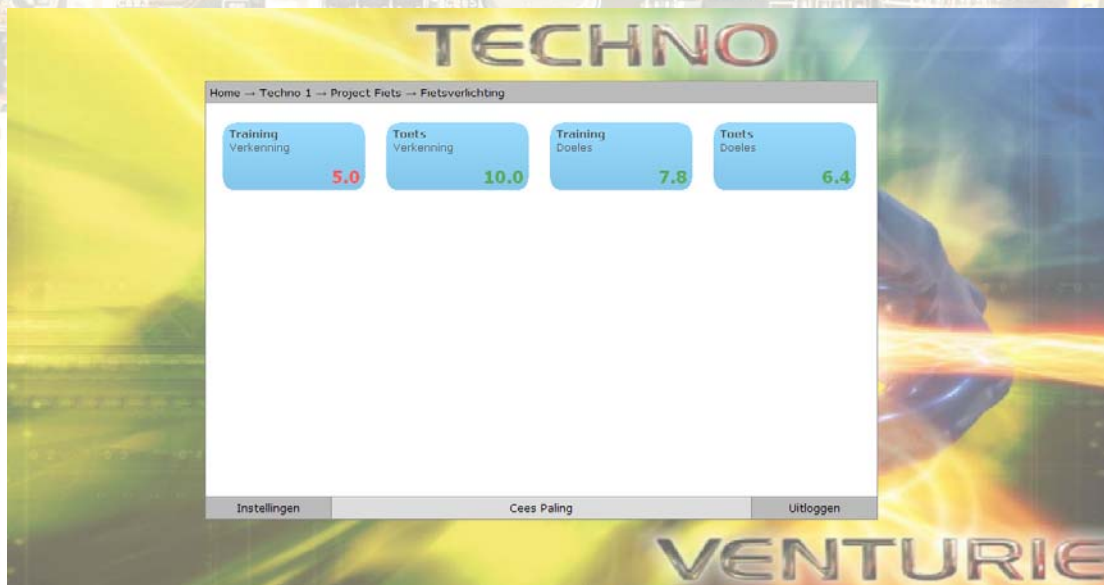 TECHNO
Home → Techno 1 → Project Fiets → Fietsverlichting
Training
Verkenning
5.0
Toets
Verkenning
10.0
Training
Doeles
7.8
Toets
Doeles
6.4
Instellingen
Cees Paling
Uitloggen
VENTURIE